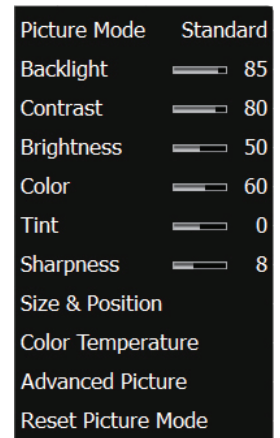 Picture Mode Standard
Backlight 85
Contrast 80
Brightness 50
Color 60
Tint 0
Sharpness 8
Size & Position
Color Temperature
Advanced Picture
Reset Picture Mode